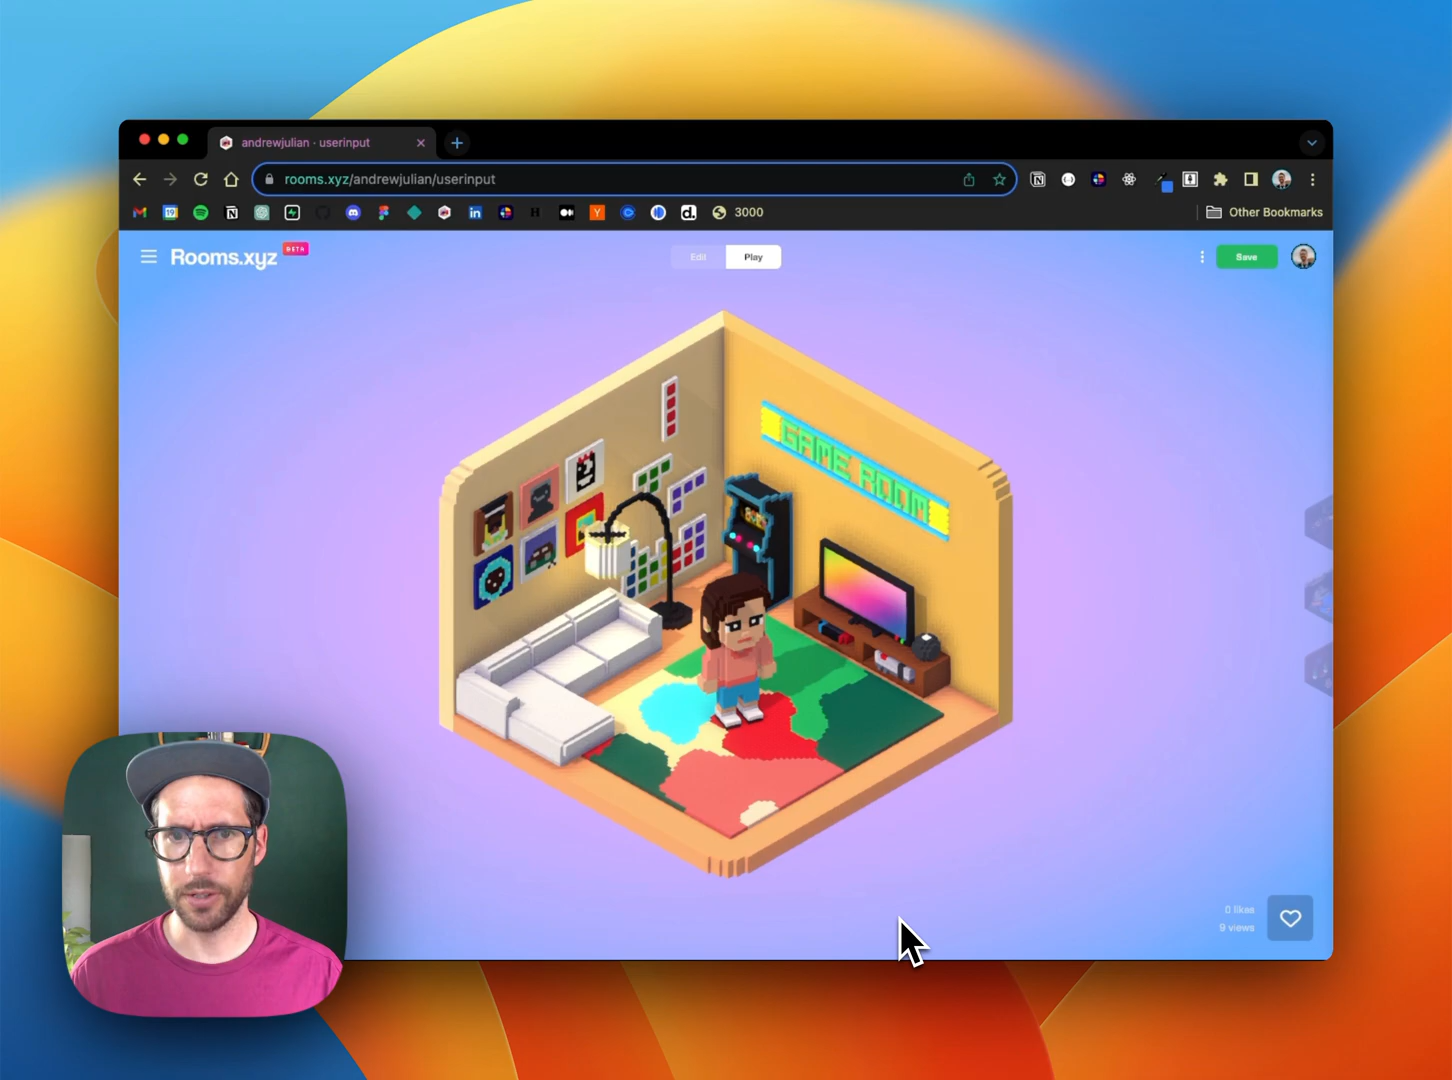 andrewjulian · userinput
rooms.xyz/andrewjulian/userinput
3000
Other Bookmarks
Rooms.xyz
BETA
Edit
Play
Save
GAME ROOM
0 likes
9 views